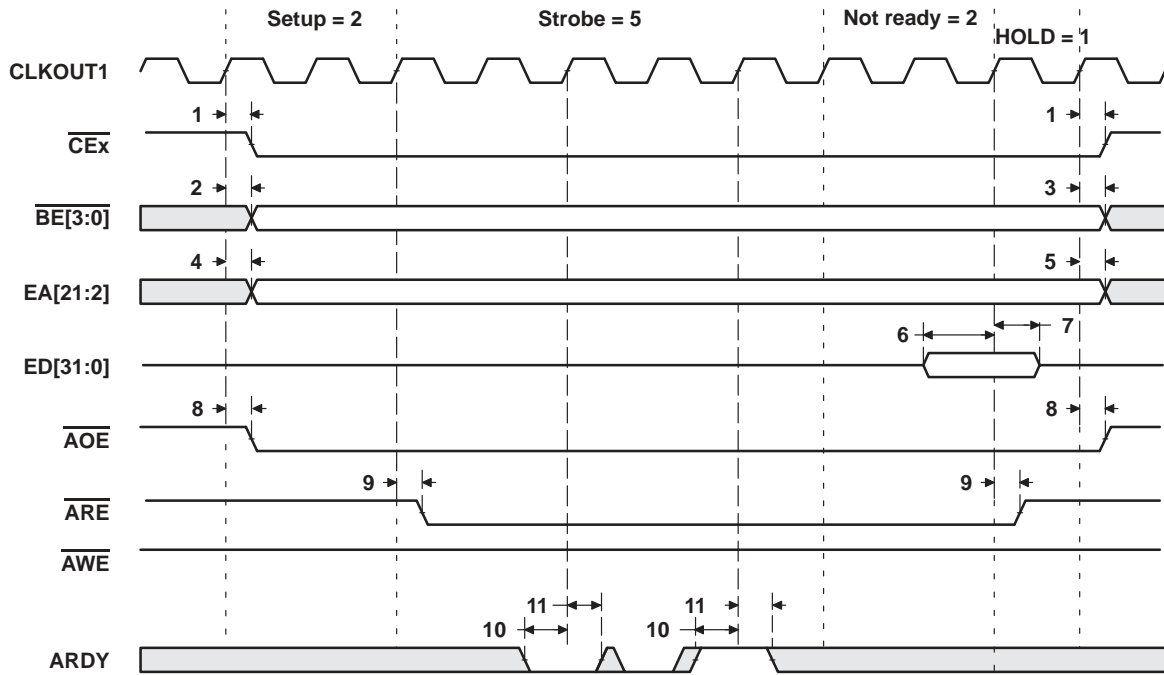 Setup = 2 Strobe = 5 Not ready = 2
HOLD = 1
CLKOUT1
1 1
CEx
2 3
BE[3:0]
4 5
EA[21:2]
6 7
ED[31:0]
8 8
AOE
9 9
ARE
AWE
11 11
10 10
ARDY